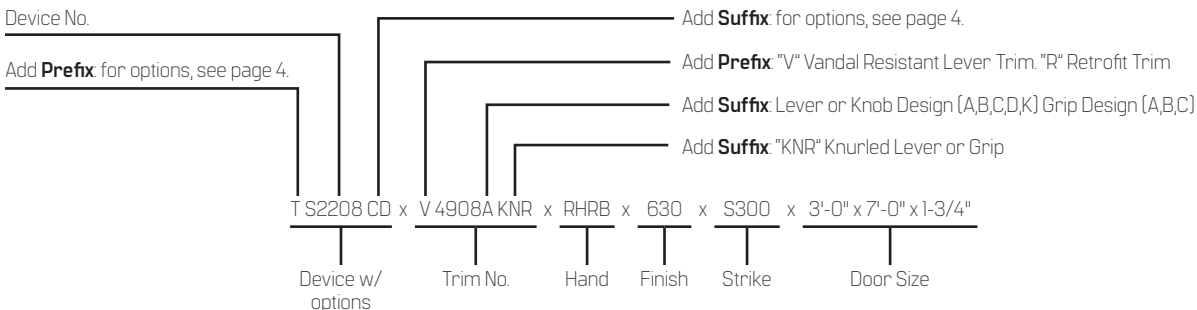 Device No.
Add Prefix: for options, see page 4.
Add Suffix: for options, see page 4.
Add Prefix: "V" Vandal Resistant Lever Trim. "R" Retrofit Trim
Add Suffix: Lever or Knob Design (A,B,C,D,K) Grip Design (A,B,C)
Add Suffix: "KNR" Knurled Lever or Grip
T S2208 CD x V 4908A KNR x RHRB x 630 x S300 x 3'-0" x 7'-0" x 1-3/4"
Device w/ options
Trim No.
Hand
Finish
Strike
Door Size